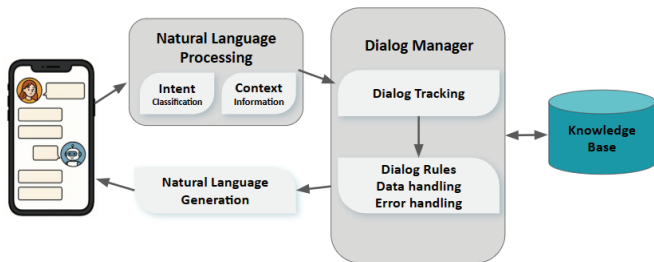 Natural Language
Processing
Intent
Classification
Context
Information
Dialog Manager
Dialog Tracking
Dialog Rules
Data handling
Error handling
Knowledge
Base
Natural Language
Generation